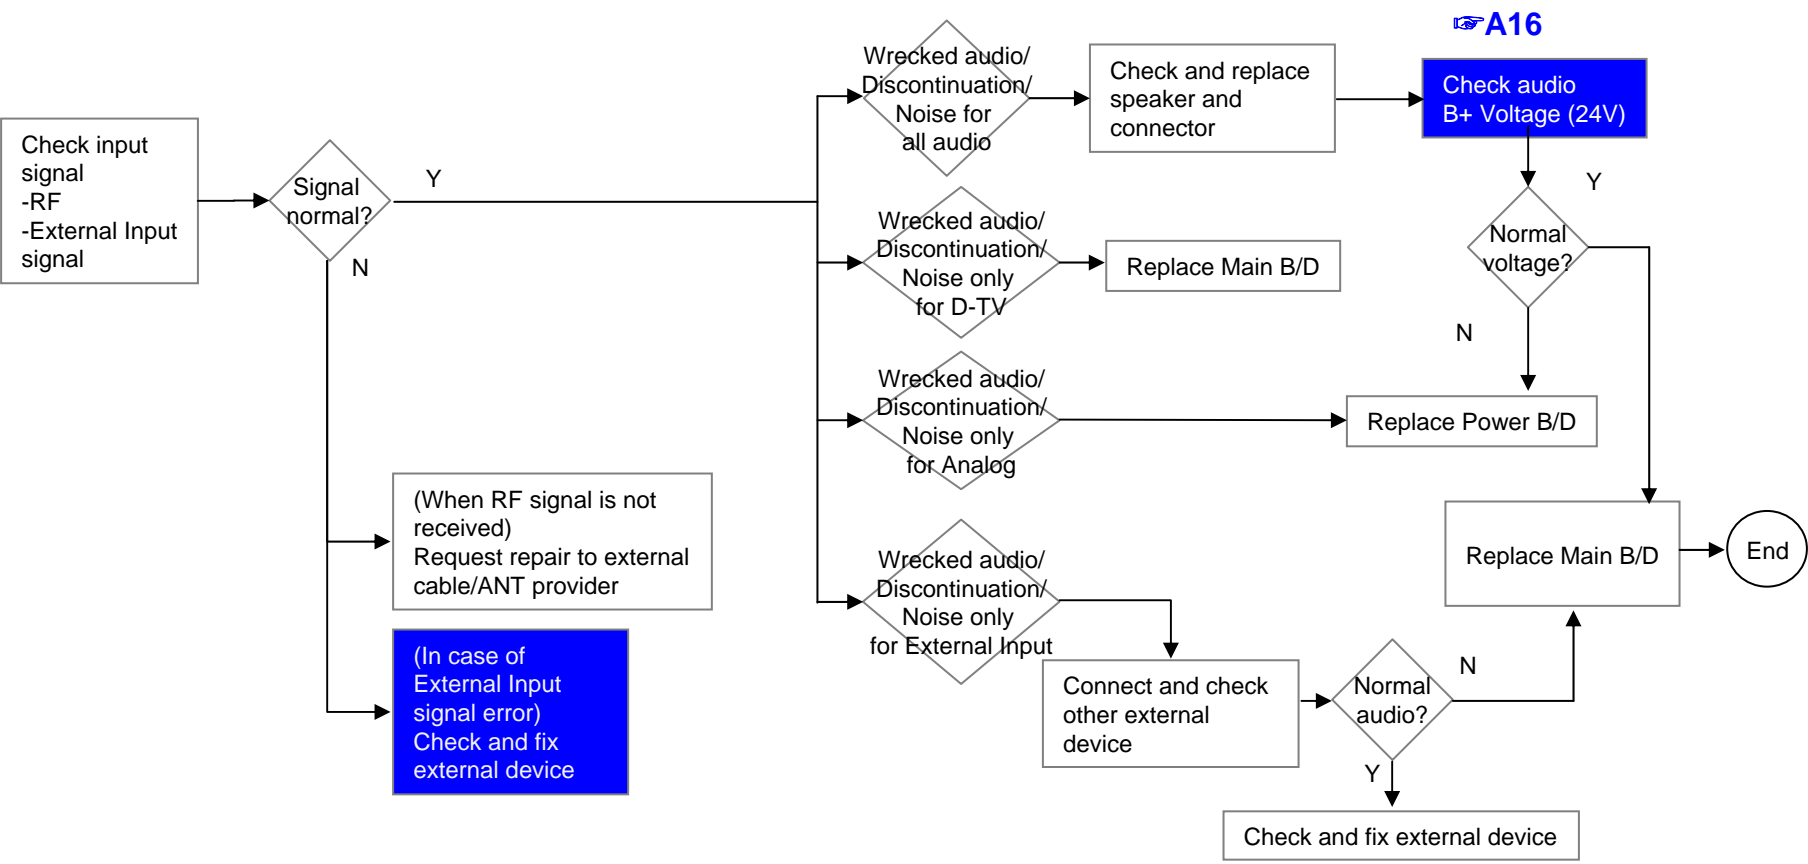 ☞A16
Check input
signal
-RF
-External Input
signal
Signal
normal?
Y
N
(When RF signal is not
received)
Request repair to external
cable/ANT provider
(In case of
External Input
signal error)
Check and fix
external device
Wrecked audio/
Discontinuation/
Noise for
all audio
Check and replace
speaker and
connector
Check audio
B+ Voltage (24V)
Y
Normal
voltage?
N
Wrecked audio/
Discontinuation/
Noise only
for D-TV
Replace Main B/D
Wrecked audio/
Discontinuation/
Noise only
for Analog
Replace Power B/D
Wrecked audio/
Discontinuation/
Noise only
for External Input
Connect and check
other external
device
Normal
audio?
N
Y
Replace Main B/D
End
Check and fix external device